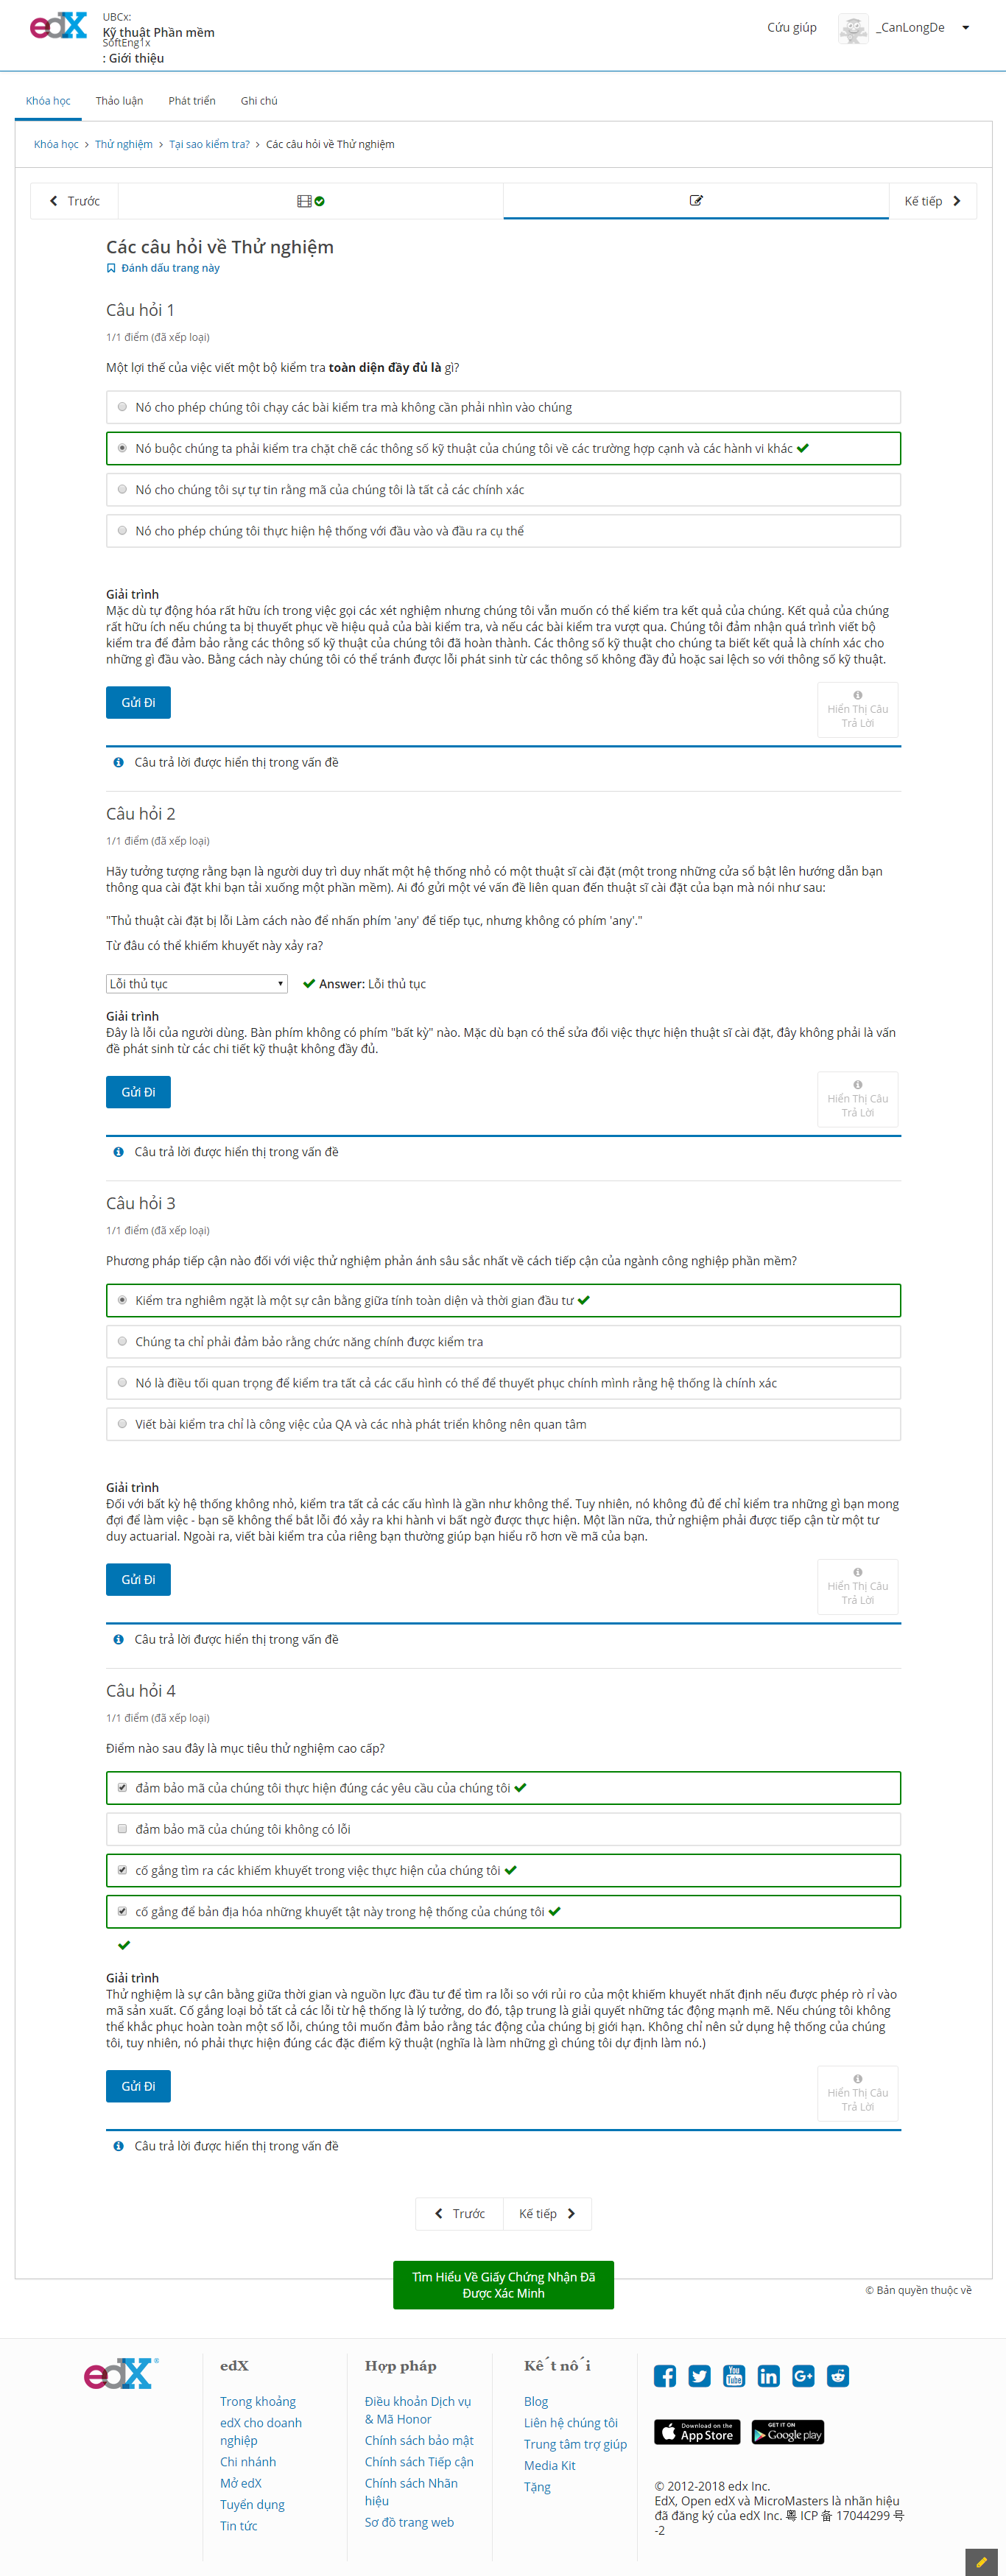 edX
UBCx:
Kỹ thuật Phần mềm
SoftEng1x
: Giới thiệu
Cứu giúp
_CanLongDe
Khóa học
Thảo luận
Phát triển
Ghi chú
Khóa học > Thử nghiệm > Tại sao kiểm tra? > Các câu hỏi về Thử nghiệm
Trước
Kế tiếp
Các câu hỏi về Thử nghiệm
Đánh dấu trang này
Câu hỏi 1
1/1 điểm (đã xếp loại)
Một lợi thế của việc viết một bộ kiểm tra toàn diện đầy đủ là gì?
Nó cho phép chúng tôi chạy các bài kiểm tra mà không cần phải nhìn vào chúng
Nó buộc chúng ta phải kiểm tra chặt chẽ các thông số kỹ thuật của chúng tôi về các trường hợp cạnh và các hành vi khác
Nó cho chúng tôi sự tự tin rằng mã của chúng tôi là tất cả các chính xác
Nó cho phép chúng tôi thực hiện hệ thống với đầu vào và đầu ra cụ thể
Giải trình
Mặc dù tự động hóa rất hữu ích trong việc gọi các xét nghiệm nhưng chúng tôi vẫn muốn có thể kiểm tra kết quả của chúng. Kết quả của chúng
rất hữu ích nếu chúng ta bị thuyết phục về hiệu quả của bài kiểm tra, và nếu các bài kiểm tra vượt qua. Chúng tôi đảm nhận quá trình viết bộ
kiểm tra để đảm bảo rằng các thông số kỹ thuật của chúng tôi đã hoàn thành. Các thông số kỹ thuật cho chúng ta biết kết quả là chính xác cho
những gì đầu vào. Bằng cách này chúng tôi có thể tránh được lỗi phát sinh từ các thông số không đầy đủ hoặc sai lệch so với thông số kỹ thuật.
Gửi Đi
Hiển Thị Câu
Trả Lời
Câu trả lời được hiển thị trong vấn đề
Câu hỏi 2
1/1 điểm (đã xếp loại)
Hãy tưởng tượng rằng bạn là người duy trì duy nhất một hệ thống nhỏ có một thuật sĩ cài đặt (một trong những cửa sổ bật lên hướng dẫn bạn
thông qua cài đặt khi bạn tải xuống một phần mềm). Ai đó gửi một vé vấn đề liên quan đến thuật sĩ cài đặt của bạn mà nói như sau:
"Thủ thuật cài đặt bị lỗi Làm cách nào để nhấn phím 'any' để tiếp tục, nhưng không có phím 'any'."
Từ đâu có thể khiếm khuyết này xảy ra?
Lỗi thủ tục
Answer: Lỗi thủ tục
Giải trình
Đây là lỗi của người dùng. Bàn phím không có phím "bất kỳ" nào. Mặc dù bạn có thể sửa đổi việc thực hiện thuật sĩ cài đặt, đây không phải là vấn
đề phát sinh từ các chi tiết kỹ thuật không đầy đủ.
Gửi Đi
Hiển Thị Câu
Trả Lời
Câu trả lời được hiển thị trong vấn đề
Câu hỏi 3
1/1 điểm (đã xếp loại)
Phương pháp tiếp cận nào đối với việc thử nghiệm phản ánh sâu sắc nhất về cách tiếp cận của ngành công nghiệp phần mềm?
Kiểm tra nghiêm ngặt là một sự cân bằng giữa tính toàn diện và thời gian đầu tư
Chúng ta chỉ phải đảm bảo rằng chức năng chính được kiểm tra
Nó là điều tối quan trọng để kiểm tra tất cả các cấu hình có thể để thuyết phục chính mình rằng hệ thống là chính xác
Viết bài kiểm tra chỉ là công việc của QA và các nhà phát triển không nên quan tâm
Giải trình
Đối với bất kỳ hệ thống không nhỏ, kiểm tra tất cả các cấu hình là gần như không thể. Tuy nhiên, nó không đủ để chỉ kiểm tra những gì bạn mong
đợi để làm việc - bạn sẽ không thể bắt lỗi đó xảy ra khi hành vi bất ngờ được thực hiện. Một lần nữa, thử nghiệm phải được tiếp cận từ một tư
duy actuarial. Ngoài ra, viết bài kiểm tra của riêng bạn thường giúp bạn hiểu rõ hơn về mã của bạn.
Gửi Đi
Hiển Thị Câu
Trả Lời
Câu trả lời được hiển thị trong vấn đề
Câu hỏi 4
1/1 điểm (đã xếp loại)
Điểm nào sau đây là mục tiêu thử nghiệm cao cấp?
đảm bảo mã của chúng tôi thực hiện đúng các yêu cầu của chúng tôi
đảm bảo mã của chúng tôi không có lỗi
cố gắng tìm ra các khiếm khuyết trong việc thực hiện của chúng tôi
cố gắng để bản địa hóa những khuyết tật này trong hệ thống của chúng tôi
Giải trình
Thử nghiệm là sự cân bằng giữa thời gian và nguồn lực đầu tư để tìm ra lỗi so với rủi ro của một khiếm khuyết nhất định nếu được phép rò rỉ vào
mã sản xuất. Cố gắng loại bỏ tất cả các lỗi từ hệ thống là lý tưởng, do đó, tập trung là giải quyết những tác động mạnh mẽ. Nếu chúng tôi không
thể khắc phục hoàn toàn một số lỗi, chúng tôi muốn đảm bảo rằng tác động của chúng bị giới hạn. Không chỉ nên sử dụng hệ thống của chúng
tôi, tuy nhiên, nó phải thực hiện đúng các đặc điểm kỹ thuật (nghĩa là làm những gì chúng tôi dự định làm nó.)
Gửi Đi
Hiển Thị Câu
Trả Lời
Câu trả lời được hiển thị trong vấn đề
Trước
Kế tiếp
Tìm Hiểu Về Giấy Chứng Nhận Đã
Được Xác Minh
© Bản quyền thuộc về
edX
edX
Trong khoảng
edX cho doanh
nghiệp
Chi nhánh
Mở edX
Tuyển dụng
Tin tức
Hợp pháp
Điều khoản Dịch vụ
& Mã Honor
Chính sách bảo mật
Chính sách Tiếp cận
Chính sách Nhãn
hiệu
Sơ đồ trang web
Kết nối
Blog
Liên hệ chúng tôi
Trung tâm trợ giúp
Media Kit
Tặng
You
Tube
Download on the
App Store
GET IT ON
Google play
© 2012-2018 edx Inc.
EdX, Open edX và MicroMasters là nhãn hiệu
đã đăng ký của edX Inc. 粤 ICP 备 17044299 号
-2